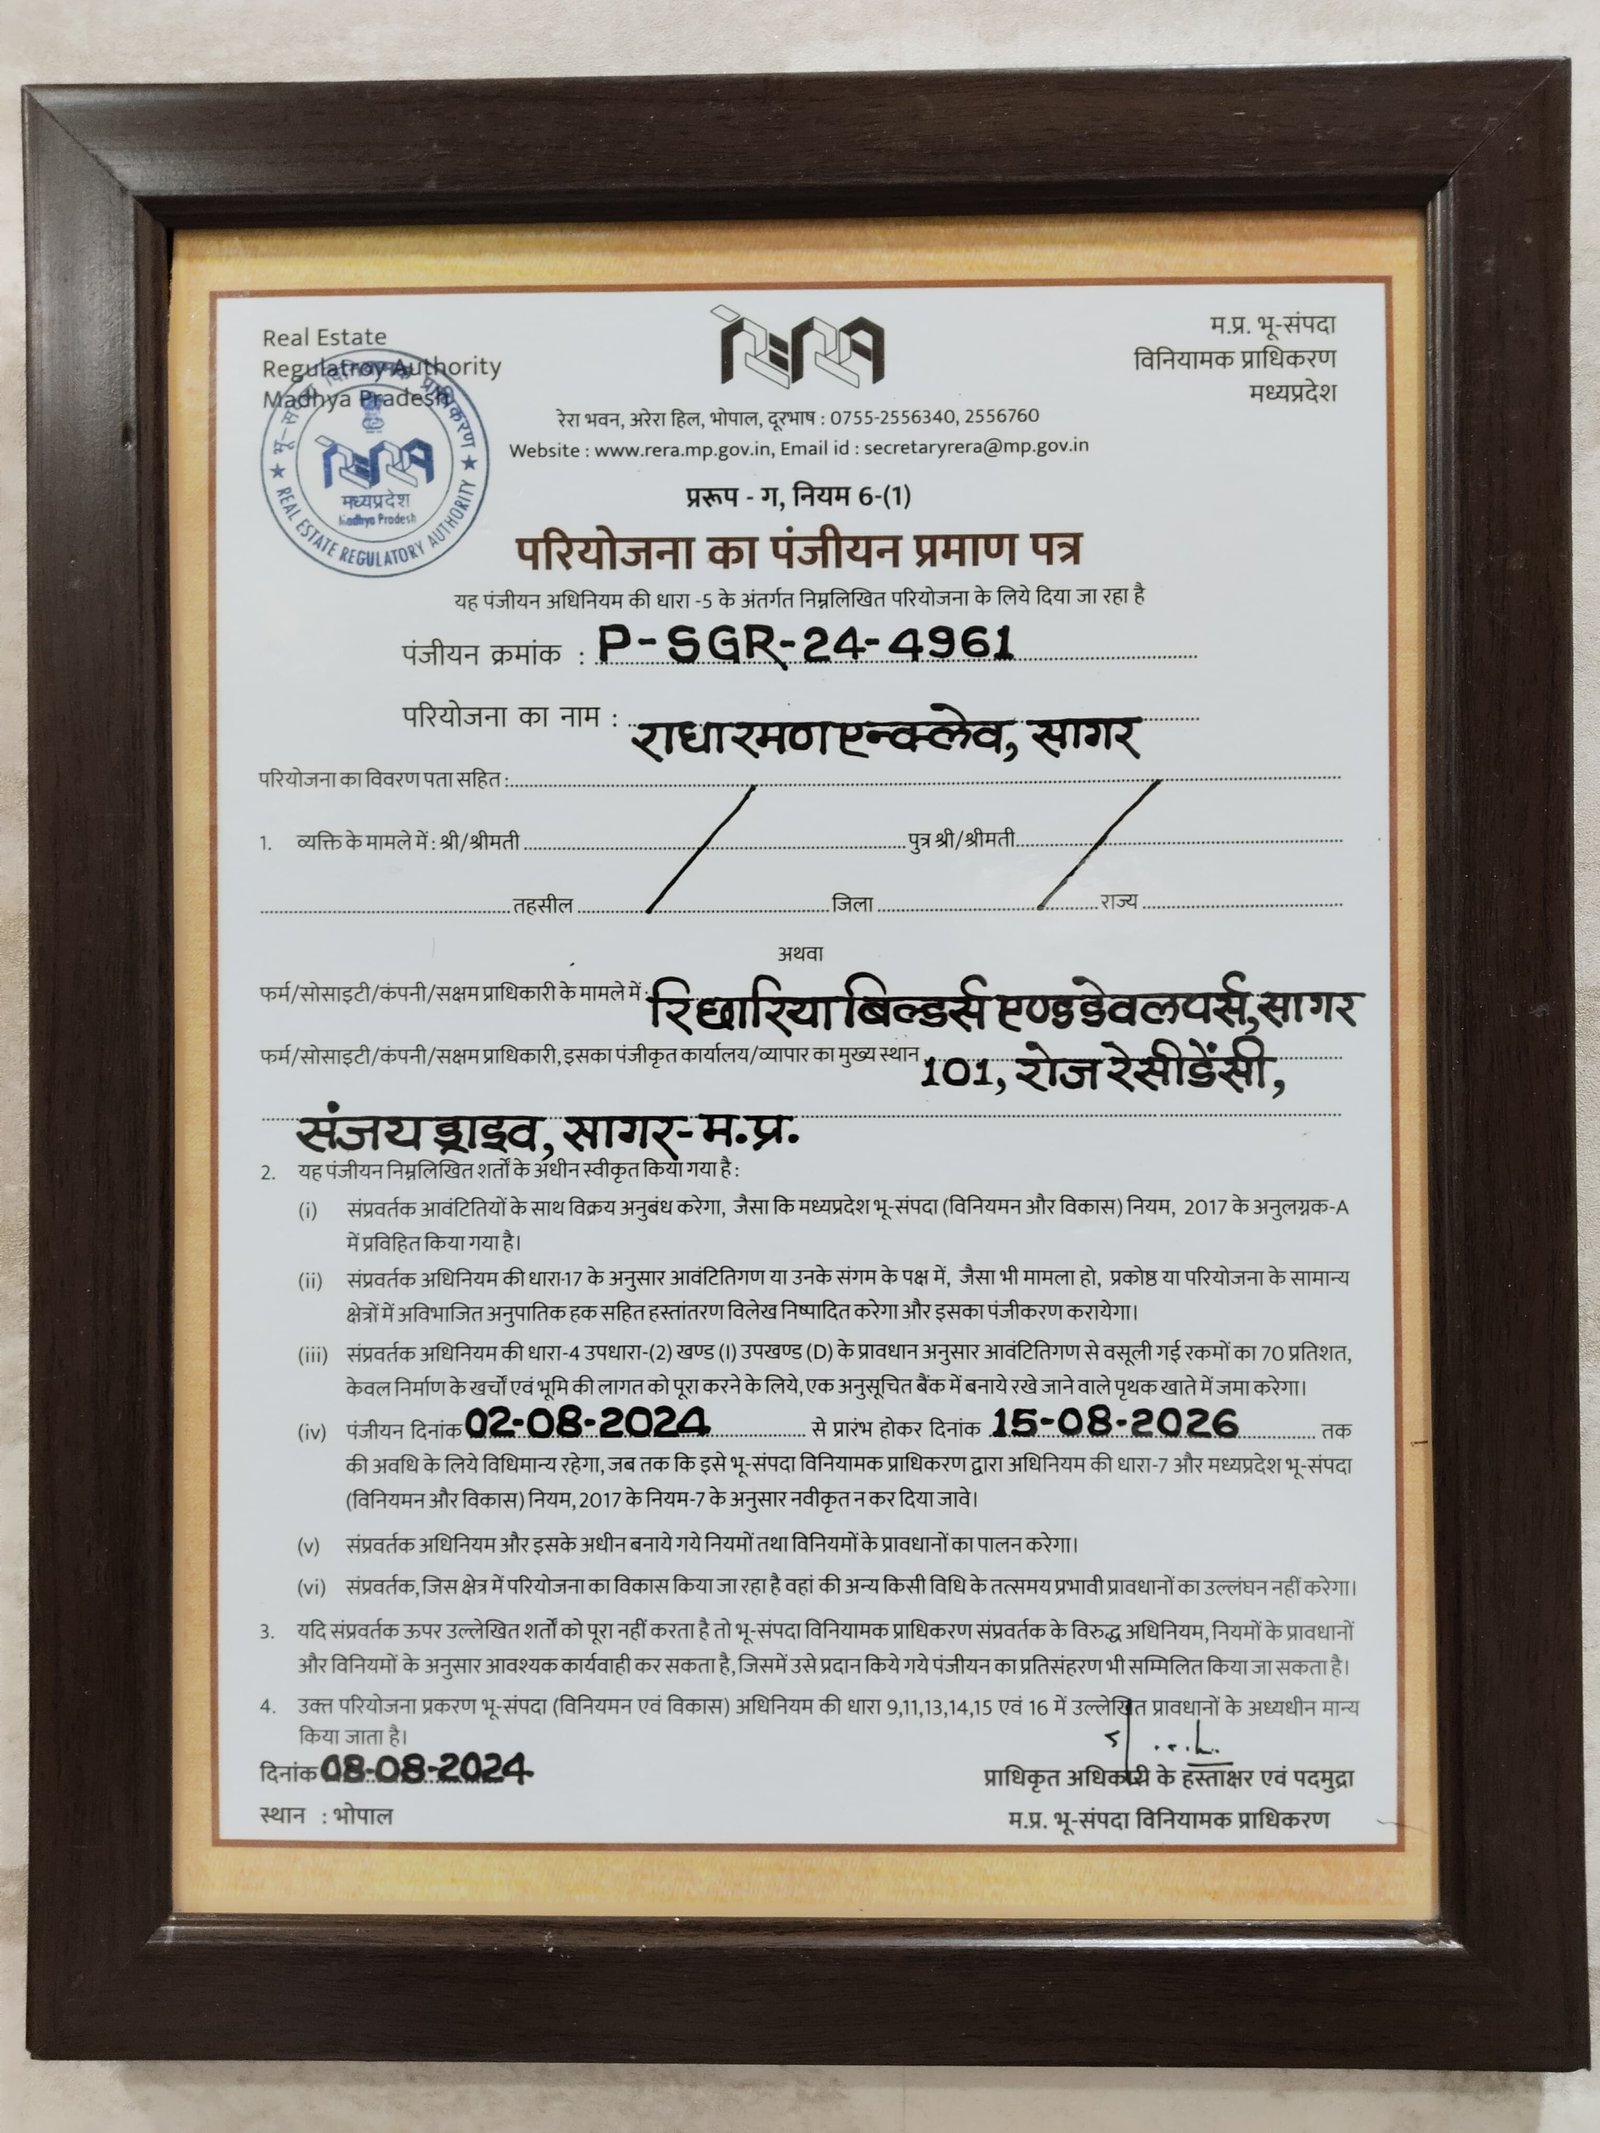 Real Estate
Regulatroy Authority
Madhya Pradesh
RERA
म.प्र. भू-संपदा
विनियामक प्राधिकरण
मध्यप्रदेश
भू-संपदा विनियामक प्राधिकरण
RERA
मध्यप्रदेश
Madhya Pradesh
REAL ESTATE REGULATORY AUTHORITY
रेरा भवन, अरेरा हिल, भोपाल, दूरभाष : 0755-2556340, 2556760
Website : www.rera.mp.gov.in, Email id : secretaryrera@mp.gov.in
प्ररूप - ग, नियम 6-(1)
परियोजना का पंजीयन प्रमाण पत्र
यह पंजीयन अधिनियम की धारा -5 के अंतर्गत निम्नलिखित परियोजना के लिये दिया जा रहा है
पंजीयन क्रमांक : P-SGR-24-4961
परियोजना का नाम : राधारमण एन्क्लेव, सागर
परियोजना का विवरण पता सहित :
1. व्यक्ति के मामले में : श्री/श्रीमती पुत्र श्री/श्रीमती
तहसील जिला राज्य
अथवा
फर्म/सोसाइटी/कंपनी/सक्षम प्राधिकारी के मामले में : रिछारिया बिल्डर्स एण्ड डेवलपर्स, सागर
फर्म/सोसाइटी/कंपनी/सक्षम प्राधिकारी, इसका पंजीकृत कार्यालय/व्यापार का मुख्य स्थान 101, रोज रेसीडेंसी,
संजय ड्राइव, सागर-म.प्र.
2. यह पंजीयन निम्नलिखित शर्तों के अधीन स्वीकृत किया गया है :
(i) संप्रवर्तक आवंटितियों के साथ विक्रय अनुबंध करेगा, जैसा कि मध्यप्रदेश भू-संपदा (विनियमन और विकास) नियम, 2017 के अनुलग्नक-A
में प्रविहित किया गया है।
(ii) संप्रवर्तक अधिनियम की धारा-17 के अनुसार आवंटितिगण या उनके संगम के पक्ष में, जैसा भी मामला हो, प्रकोष्ठ या परियोजना के सामान्य
क्षेत्रों में अविभाजित अनुपातिक हक सहित हस्तांतरण विलेख निष्पादित करेगा और इसका पंजीकरण करायेगा।
(iii) संप्रवर्तक अधिनियम की धारा-4 उपधारा-(2) खण्ड (I) उपखण्ड (D) के प्रावधान अनुसार आवंटितिगण से वसूली गई रकमों का 70 प्रतिशत,
केवल निर्माण के खर्चों एवं भूमि की लागत को पूरा करने के लिये, एक अनुसूचित बैंक में बनाये रखे जाने वाले पृथक खाते में जमा करेगा।
(iv) पंजीयन दिनांक 02-08-2024 से प्रारंभ होकर दिनांक 15-08-2026 तक
की अवधि के लिये विधिमान्य रहेगा, जब तक कि इसे भू-संपदा विनियामक प्राधिकरण द्वारा अधिनियम की धारा-7 और मध्यप्रदेश भू-संपदा
(विनियमन और विकास) नियम, 2017 के नियम-7 के अनुसार नवीकृत न कर दिया जावे।
(v) संप्रवर्तक अधिनियम और इसके अधीन बनाये गये नियमों तथा विनियमों के प्रावधानों का पालन करेगा।
(vi) संप्रवर्तक, जिस क्षेत्र में परियोजना का विकास किया जा रहा है वहां की अन्य किसी विधि के तत्समय प्रभावी प्रावधानों का उल्लंघन नहीं करेगा।
3. यदि संप्रवर्तक ऊपर उल्लेखित शर्तों को पूरा नहीं करता है तो भू-संपदा विनियामक प्राधिकरण संप्रवर्तक के विरुद्ध अधिनियम, नियमों के प्रावधानों
और विनियमों के अनुसार आवश्यक कार्यवाही कर सकता है, जिसमें उसे प्रदान किये गये पंजीयन का प्रतिसंहरण भी सम्मिलित किया जा सकता है।
4. उक्त परियोजना प्रकरण भू-संपदा (विनियमन एवं विकास) अधिनियम की धारा 9,11,13,14,15 एवं 16 में उल्लेखित प्रावधानों के अध्यधीन मान्य
किया जाता है।
दिनांक 08-08-2024
स्थान : भोपाल
प्राधिकृत अधिकारी के हस्ताक्षर एवं पदमुद्रा
म.प्र. भू-संपदा विनियामक प्राधिकरण